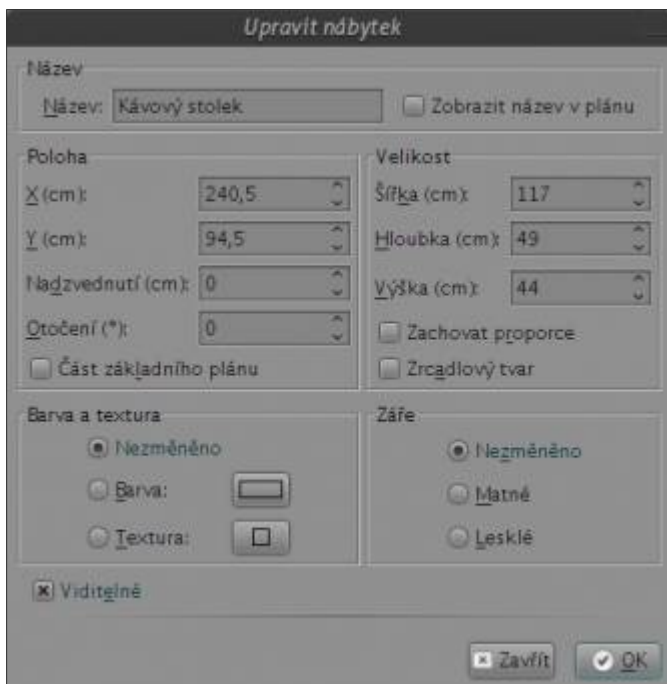 Upravit nábytek
Název
Název: Kávový stolek Zobrazit název v plánu
Poloha
X (cm): 240,5
Y (cm): 94,5
Nadzvednutí (cm): 0
Otočení (°): 0
Část základního plánu
Velikost
Šířka (cm): 117
Hloubka (cm): 49
Výška (cm): 44
Zachovat proporce
Zrcadlový tvar
Barva a textura
Nezměněno
Barva:
Textura:
Záře
Nezměněno
Matné
Lesklé
Viditelné
Zavřít OK